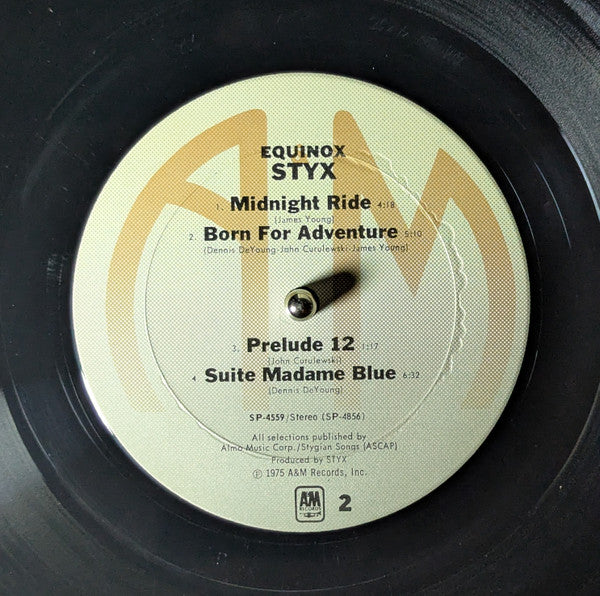 A&M
EQUINOX
STYX
1. Midnight Ride 4:18
(James Young)
2. Born For Adventure 5:10
(Dennis DeYoung-John Curulewski-James Young)
3. Prelude 12 1:17
(John Curulewski)
4. Suite Madame Blue 6:32
(Dennis DeYoung)
SP-4559/Stereo (SP-4856)
All selections published by
Almo Music Corp./Stygian Songs (ASCAP)
Produced by STYX
℗ 1975 A&M Records, Inc.
A&M
RECORDS
2